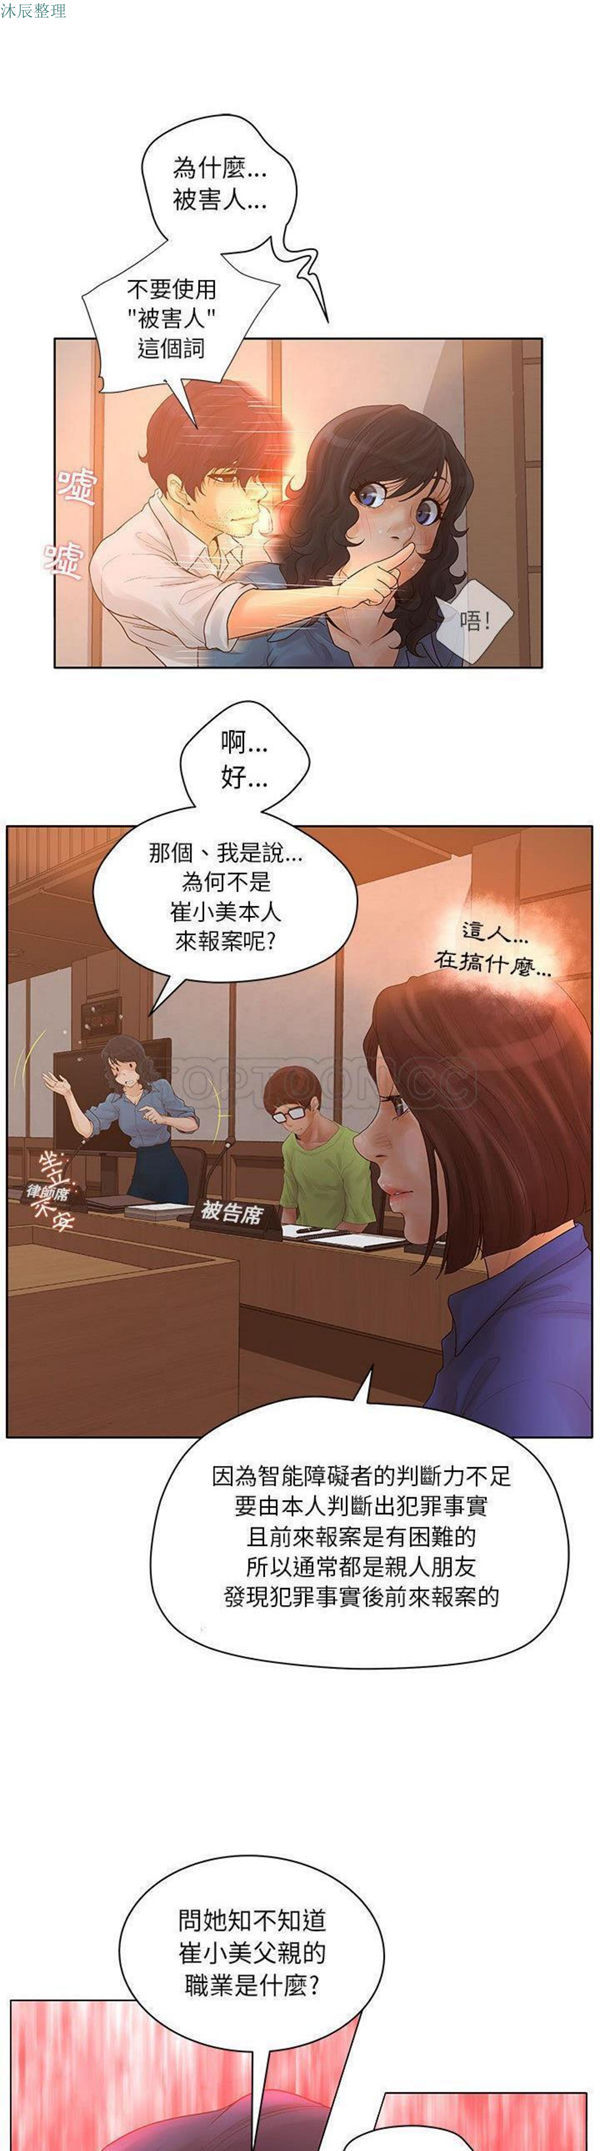 沐辰整理
為什麼...
被害人...
不要使用
"被害人"
這個詞
噓
噓
唔!
啊...
好...
那個、我是說...
為何不是
崔小美本人
來報案呢?
這人...
在搞什麼...
TOPTOONCC
坐立不安
律師席
被告席
因為智能障礙者的判斷力不足
要由本人判斷出犯罪事實
且前來報案是有困難的
所以通常都是親人朋友
發現犯罪事實後前來報案的
問她知不知道
崔小美父親的
職業是什麼?